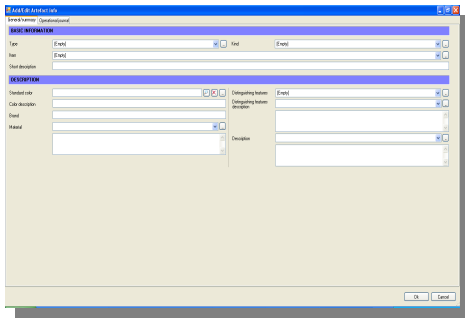 Add/Edit Artefact Info
General/summary Operational journal
BASIC INFORMATION
Type (Empty) Kind (Empty)
Item (Empty)
Short description
DESCRIPTION
Standard color Distinguishing features (Empty)
Color description Distinguishing features description
Brand
Material
Description
Ok Cancel